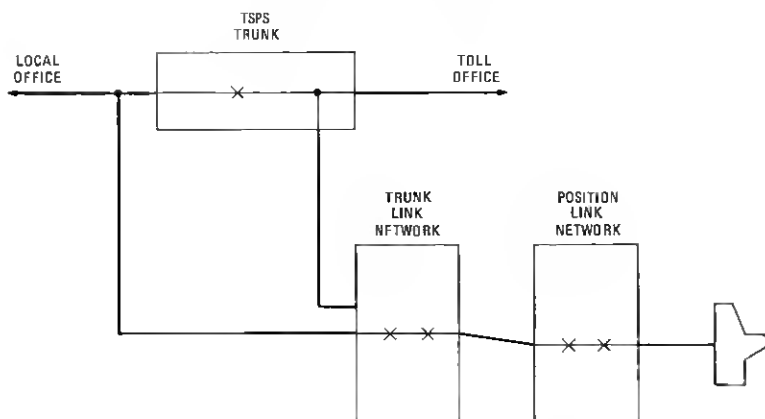 TSPS
TRUNK
LOCAL
OFFICE
TOLL
OFFICE
TRUNK
LINK
NETWORK
POSITION
LINK
NETWORK